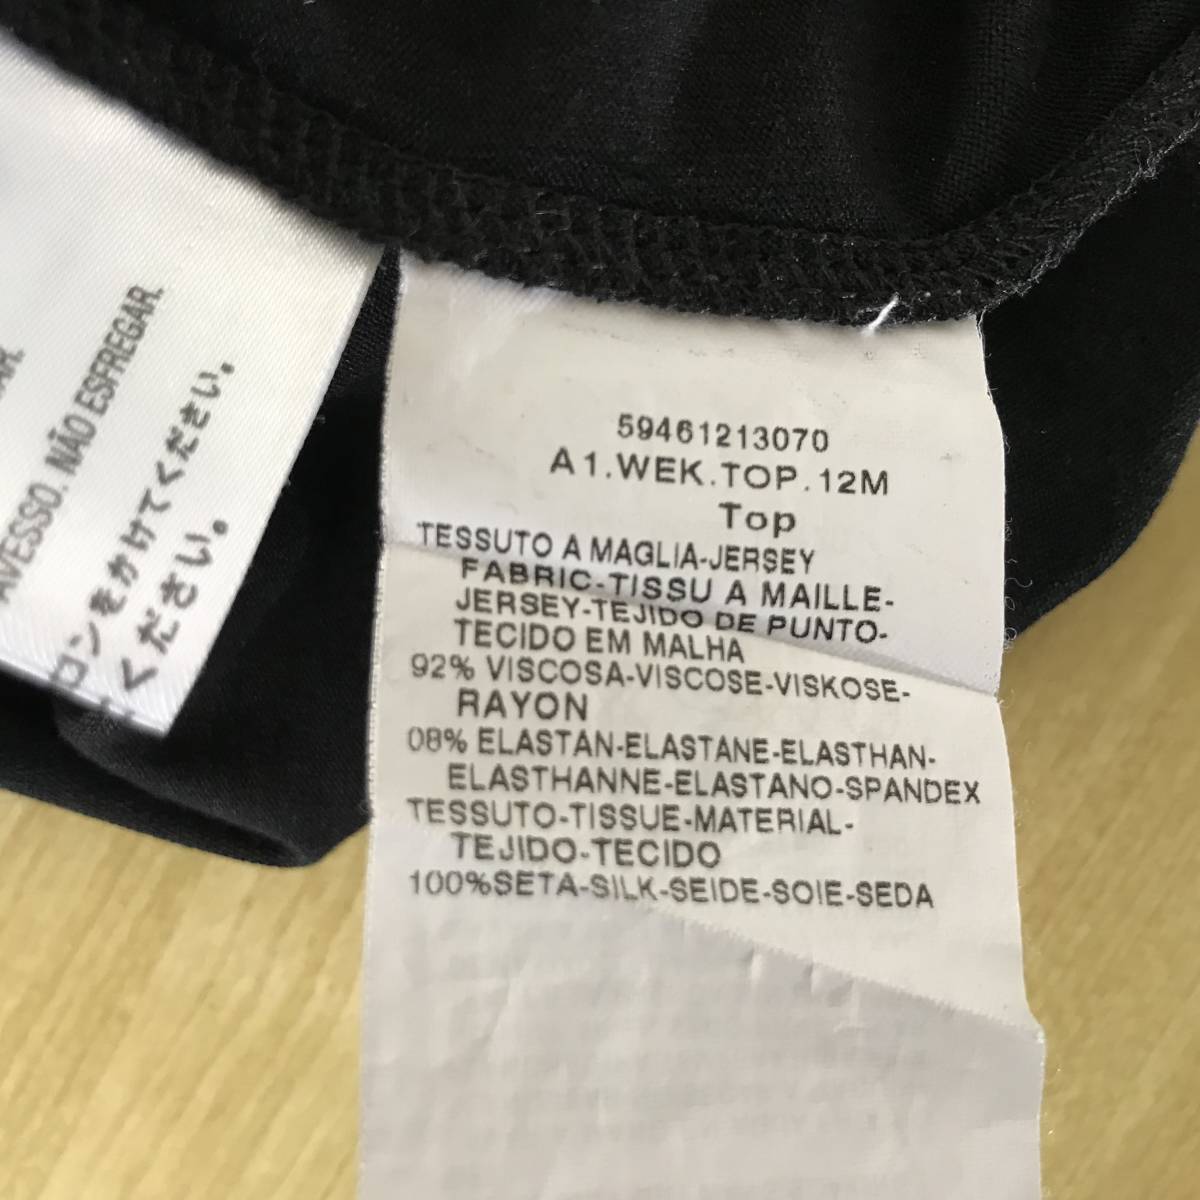 AR.
AVESSO. NÃO ESFREGAR.
ロンをかけてください。
ください。
59461213070
A1.WEK.TOP.12M
Top
TESSUTO A MAGLIA-JERSEY
FABRIC-TISSU A MAILLE-
JERSEY-TEJIDO DE PUNTO-
TECIDO EM MALHA
92% VISCOSA-VISCOSE-VISKOSE-
RAYON
08% ELASTAN-ELASTANE-ELASTHAN-
ELASTHANNE-ELASTANO-SPANDEX
TESSUTO-TISSUE-MATERIAL-
TEJIDO-TECIDO
100%SETA-SILK-SEIDE-SOIE-SEDA